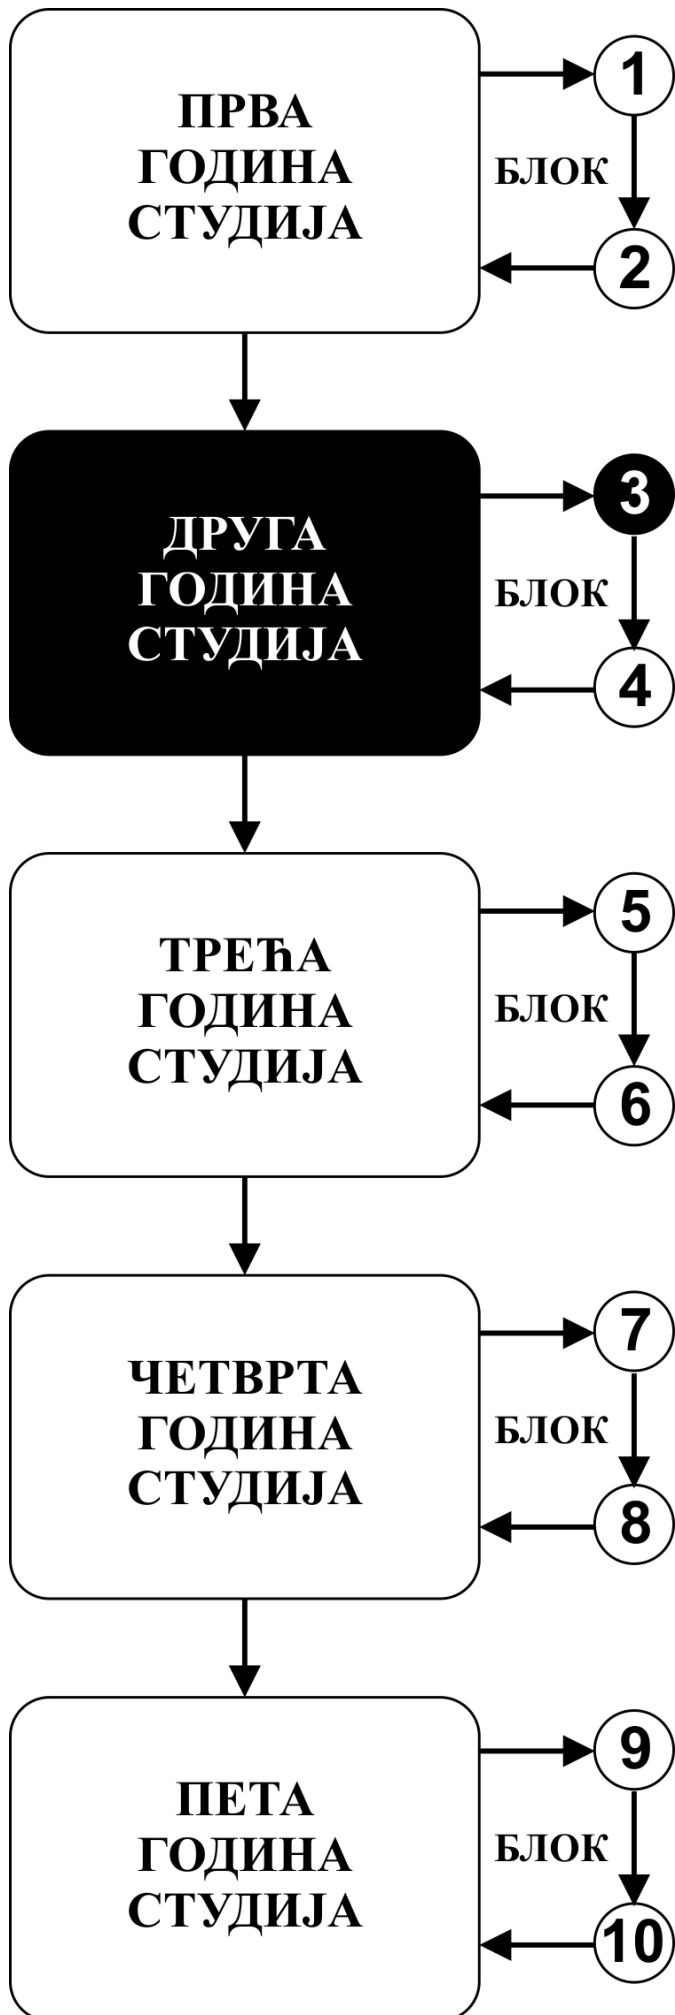 ПРВА
ГОДИНА
СТУДИЈА
1
БЛОК
2
ДРУГА
ГОДИНА
СТУДИЈА
3
БЛОК
4
ТРЕЋА
ГОДИНА
СТУДИЈА
5
БЛОК
6
ЧЕТВРТА
ГОДИНА
СТУДИЈА
7
БЛОК
8
ПЕТА
ГОДИНА
СТУДИЈА
9
БЛОК
10